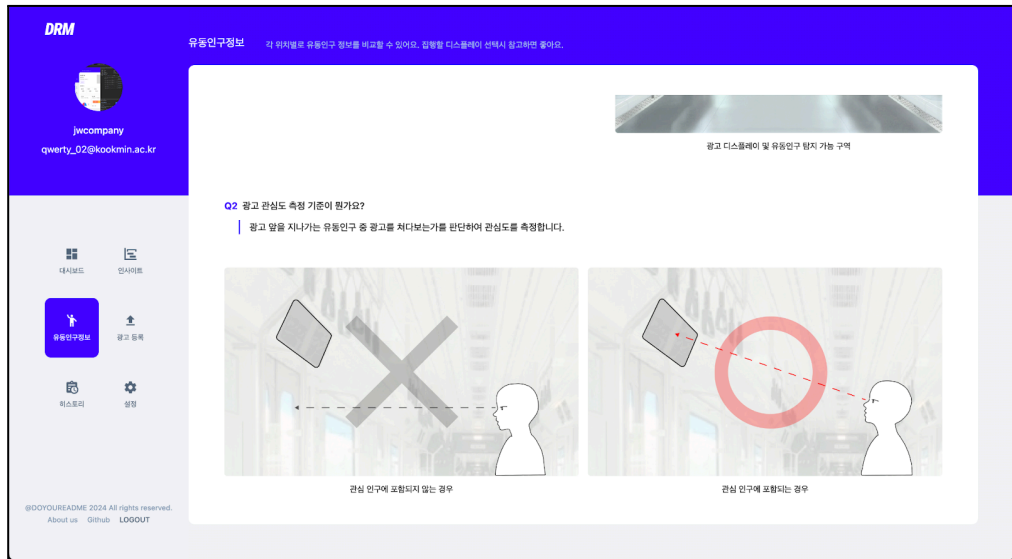 DRM
jwcompany
qwerty_02@kookmin.ac.kr
대시보드
인사이트
유동인구정보
광고 등록
히스토리
설정
@DOYOUREADME 2024 All rights reserved.
About us Github LOGOUT
유동인구정보 각 위치별로 유동인구 정보를 비교할 수 있어요. 집행할 디스플레이 선택시 참고하면 좋아요.
광고 디스플레이 및 유동인구 탐지 가능 구역
Q2 광고 관심도 측정 기준이 뭔가요?
광고 앞을 지나가는 유동인구 중 광고를 쳐다보는가를 판단하여 관심도를 측정합니다.
관심 인구에 포함되지 않는 경우
관심 인구에 포함되는 경우